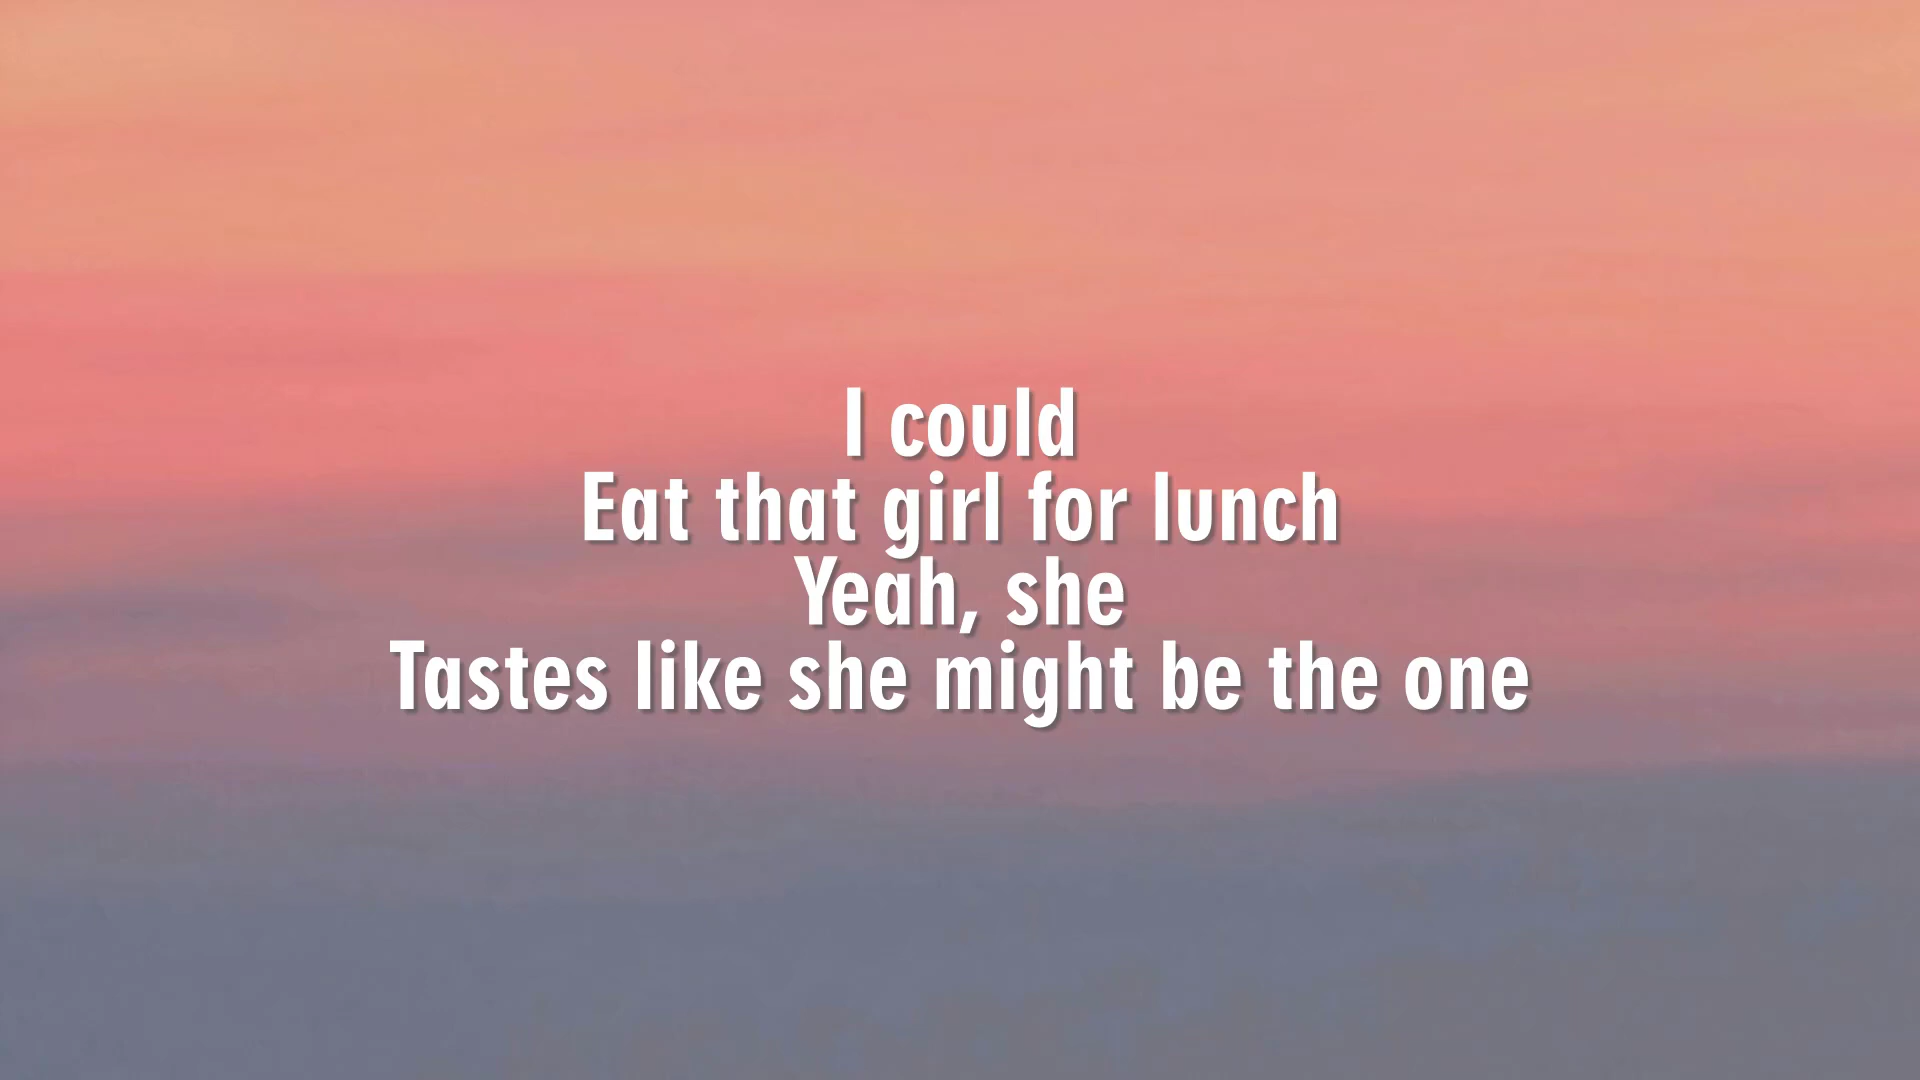 I could
Eat that girl for lunch
Yeah, she
Tastes like she might be the one